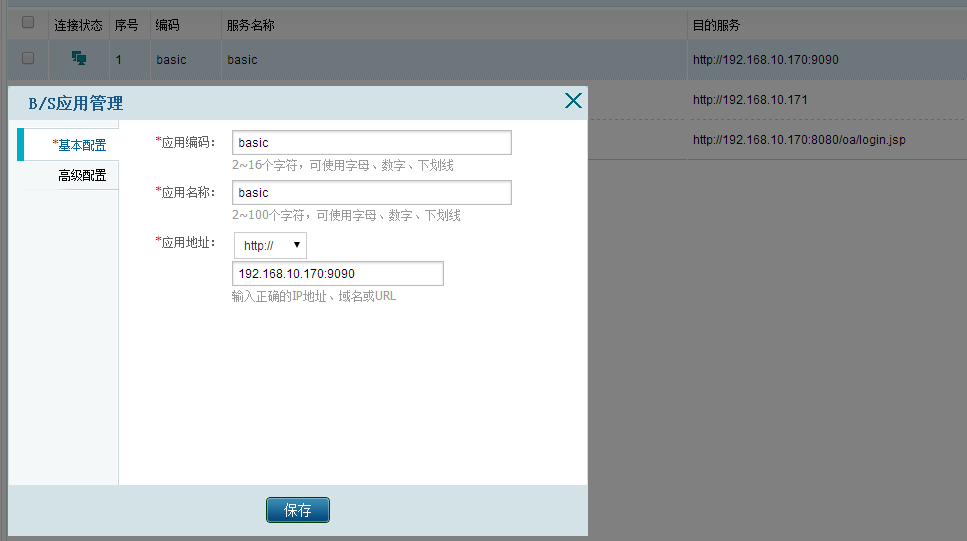 连接状态 序号 编码 服务名称 目的服务
1 basic basic http://192.168.10.170:9090
http://192.168.10.171
http://192.168.10.170:8080/oa/login.jsp
B/S应用管理
*基本配置
高级配置
*应用编码： basic
2~16个字符，可使用字母、数字、下划线
*应用名称： basic
2~100个字符，可使用字母、数字、下划线
*应用地址： http://
192.168.10.170:9090
输入正确的IP地址、域名或URL
保存